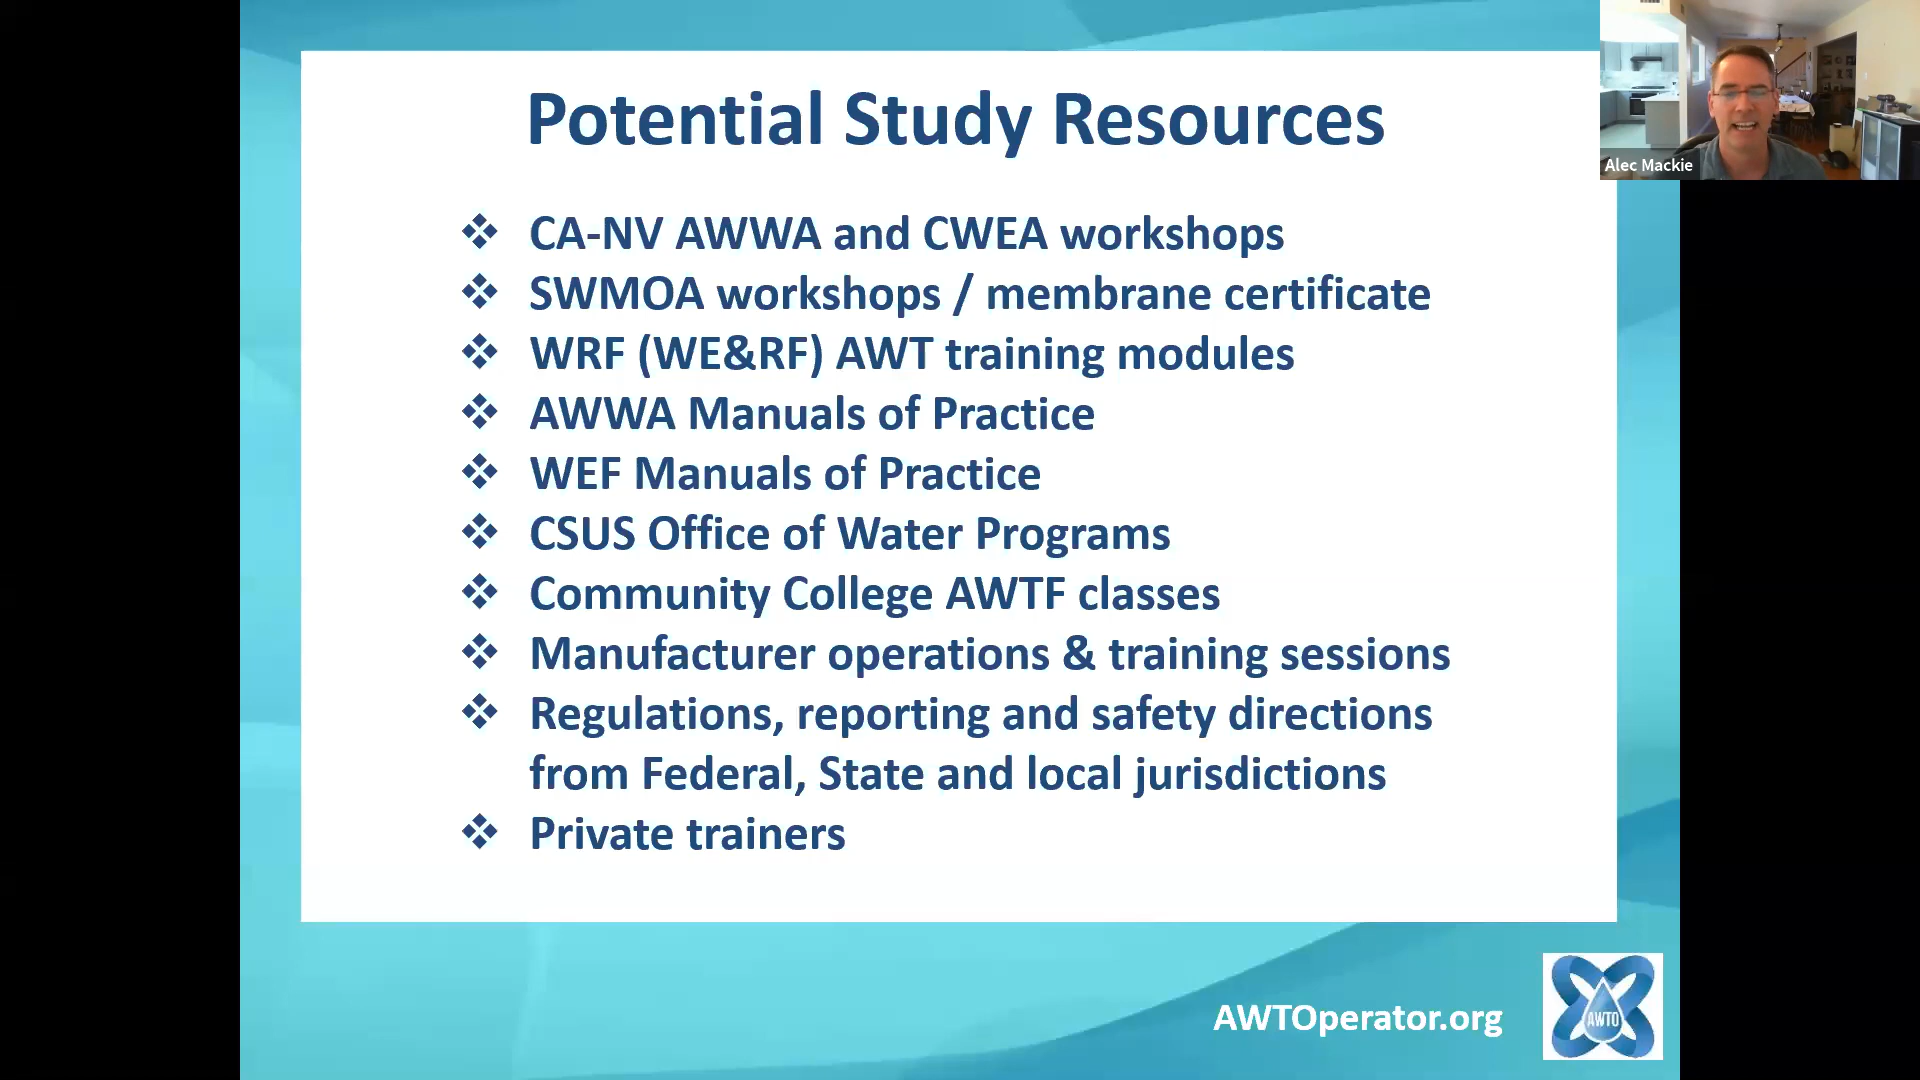 Potential Study Resources
CA-NV AWWA and CWEA workshops
SWMOA workshops / membrane certificate
WRF (WE&RF) AWT training modules
AWWA Manuals of Practice
WEF Manuals of Practice
CSUS Office of Water Programs
Community College AWTF classes
Manufacturer operations & training sessions
Regulations, reporting and safety directions
from Federal, State and local jurisdictions
Private trainers
Alec Mackie
AWTOperator.org
AWTO